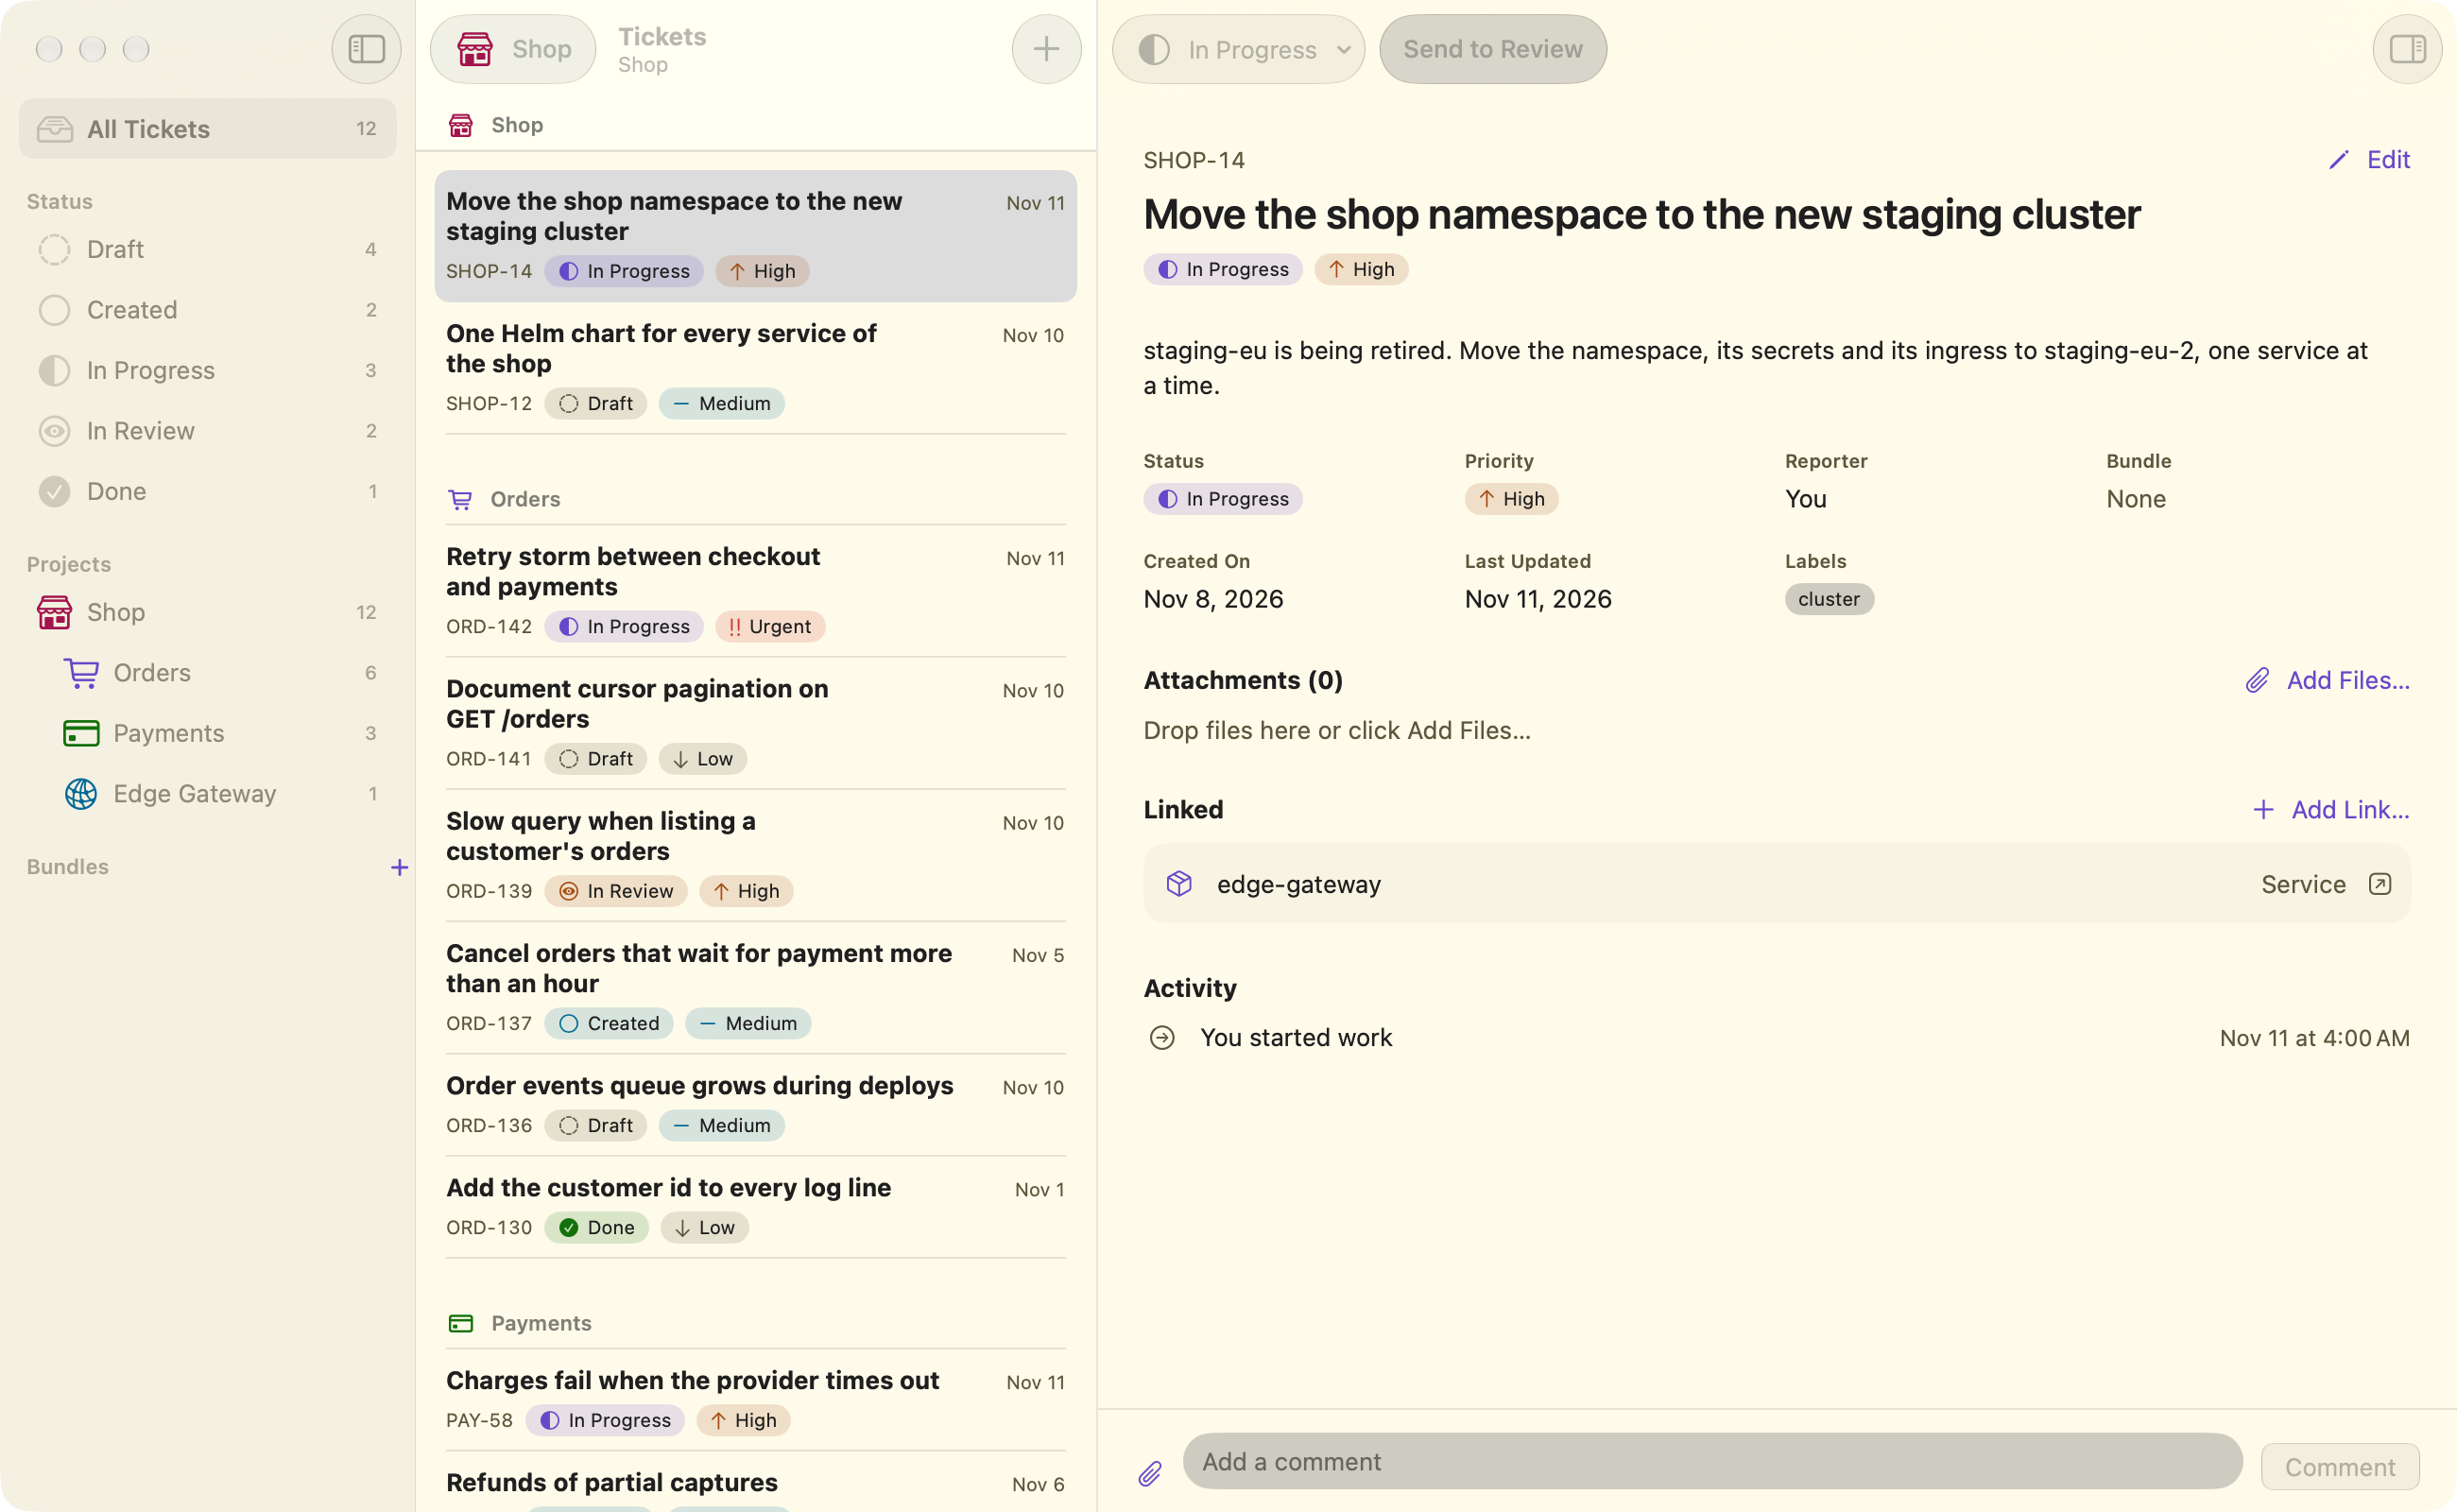 All Tickets 12
Status
Draft 4
Created 2
In Progress 3
In Review 2
Done 1
Projects
Shop 12
Orders 6
Payments 3
Edge Gateway 1
Bundles
Shop
Tickets
Shop
Shop
Move the shop namespace to the new Nov 11
staging cluster
SHOP-14 In Progress High
One Helm chart for every service of Nov 10
the shop
SHOP-12 Draft Medium
Orders
Retry storm between checkout Nov 11
and payments
ORD-142 In Progress !! Urgent
Document cursor pagination on Nov 10
GET /orders
ORD-141 Draft Low
Slow query when listing a Nov 10
customer's orders
ORD-139 In Review High
Cancel orders that wait for payment more Nov 5
than an hour
ORD-137 Created Medium
Order events queue grows during deploys Nov 10
ORD-136 Draft Medium
Add the customer id to every log line Nov 1
ORD-130 Done Low
Payments
Charges fail when the provider times out Nov 11
PAY-58 In Progress High
Refunds of partial captures Nov 6
In Progress Send to Review
SHOP-14 Edit
Move the shop namespace to the new staging cluster
In Progress High
staging-eu is being retired. Move the namespace, its secrets and its ingress to staging-eu-2, one service at
a time.
Status Priority Reporter Bundle
In Progress High You None
Created On Last Updated Labels
Nov 8, 2026 Nov 11, 2026 cluster
Attachments (0) Add Files...
Drop files here or click Add Files...
Linked Add Link...
edge-gateway Service
Activity
You started work Nov 11 at 4:00 AM
Add a comment Comment